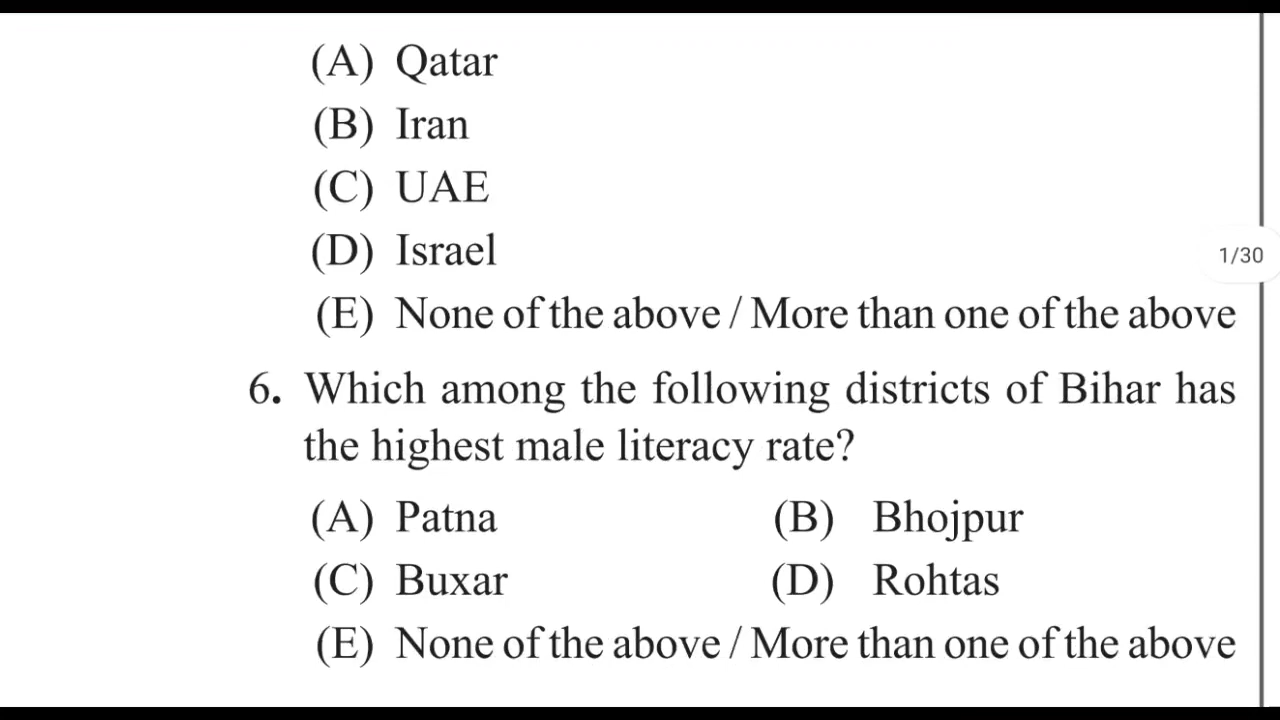 (A) Qatar
(B) Iran
(C) UAE
(D) Israel
1/30
(E) None of the above / More than one of the above
6. Which among the following districts of Bihar has
the highest male literacy rate?
(A) Patna (B) Bhojpur
(C) Buxar (D) Rohtas
(E) None of the above / More than one of the above